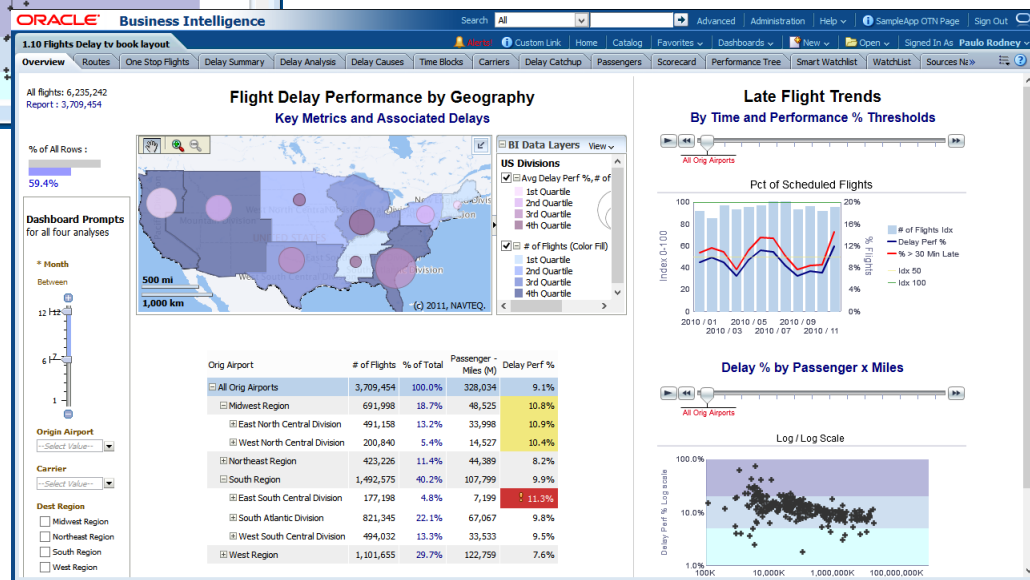 ORACLE Business Intelligence
Search All Advanced Administration Help SampleApp OTN Page Sign Out
1.10 Flights Delay tv book layout
Alerts! Custom Link Home Catalog Favorites Dashboards New Open Signed In As Paulo Rodney
Overview Routes One Stop Flights Delay Summary Delay Analysis Delay Causes Time Blocks Carriers Delay Catchup Passengers Scorecard Performance Tree Smart Watchlist WatchList Sources Na»
All flights: 6,235,242
Report : 3,709,454
% of All Rows :
59.4%
Dashboard Prompts
for all four analyses
* Month
Between
12
12
6
7
1
Origin Airport
--Select Value--
Carrier
--Select Value--
Dest Region
Midwest Region
Northeast Region
South Region
West Region
Flight Delay Performance by Geography
Key Metrics and Associated Delays
UNITED STATES
500 mi
1,000 km
(c) 2011, NAVTEQ.
BI Data Layers View
US Divisions
Avg Delay Perf %,# of
1st Quartile
2nd Quartile
3rd Quartile
4th Quartile
# of Flights (Color Fill)
1st Quartile
2nd Quartile
3rd Quartile
4th Quartile
Orig Airport # of Flights % of Total Passenger - Miles (M) Delay Perf %
All Orig Airports 3,709,454 100.0% 328,034 9.1%
Midwest Region 691,998 18.7% 48,525 10.8%
East North Central Division 491,158 13.2% 33,998 10.9%
West North Central Division 200,840 5.4% 14,527 10.4%
Northeast Region 423,226 11.4% 44,389 8.2%
South Region 1,492,575 40.2% 107,799 9.9%
East South Central Division 177,198 4.8% 7,199 ! 11.3%
South Atlantic Division 821,345 22.1% 67,067 9.8%
West South Central Division 494,032 13.3% 33,533 9.5%
West Region 1,101,655 29.7% 122,759 7.6%
Late Flight Trends
By Time and Performance % Thresholds
All Orig Airports
Pct of Scheduled Flights
Index 0-100
100
80
60
40
20
0
20%
16%
12%
8%
4%
0%
% Flights
2010 / 01 2010 / 05 2010 / 09
2010 / 03 2010 / 07 2010 / 11
# of Flights Idx
Delay Perf %
% > 30 Min Late
Idx 50
Idx 100
Delay % by Passenger x Miles
All Orig Airports
Log / Log Scale
Delay Perf % Log scale
100.0%
10.0%
1.0%
100K 10,000K 1,000,000K 100,000,000K